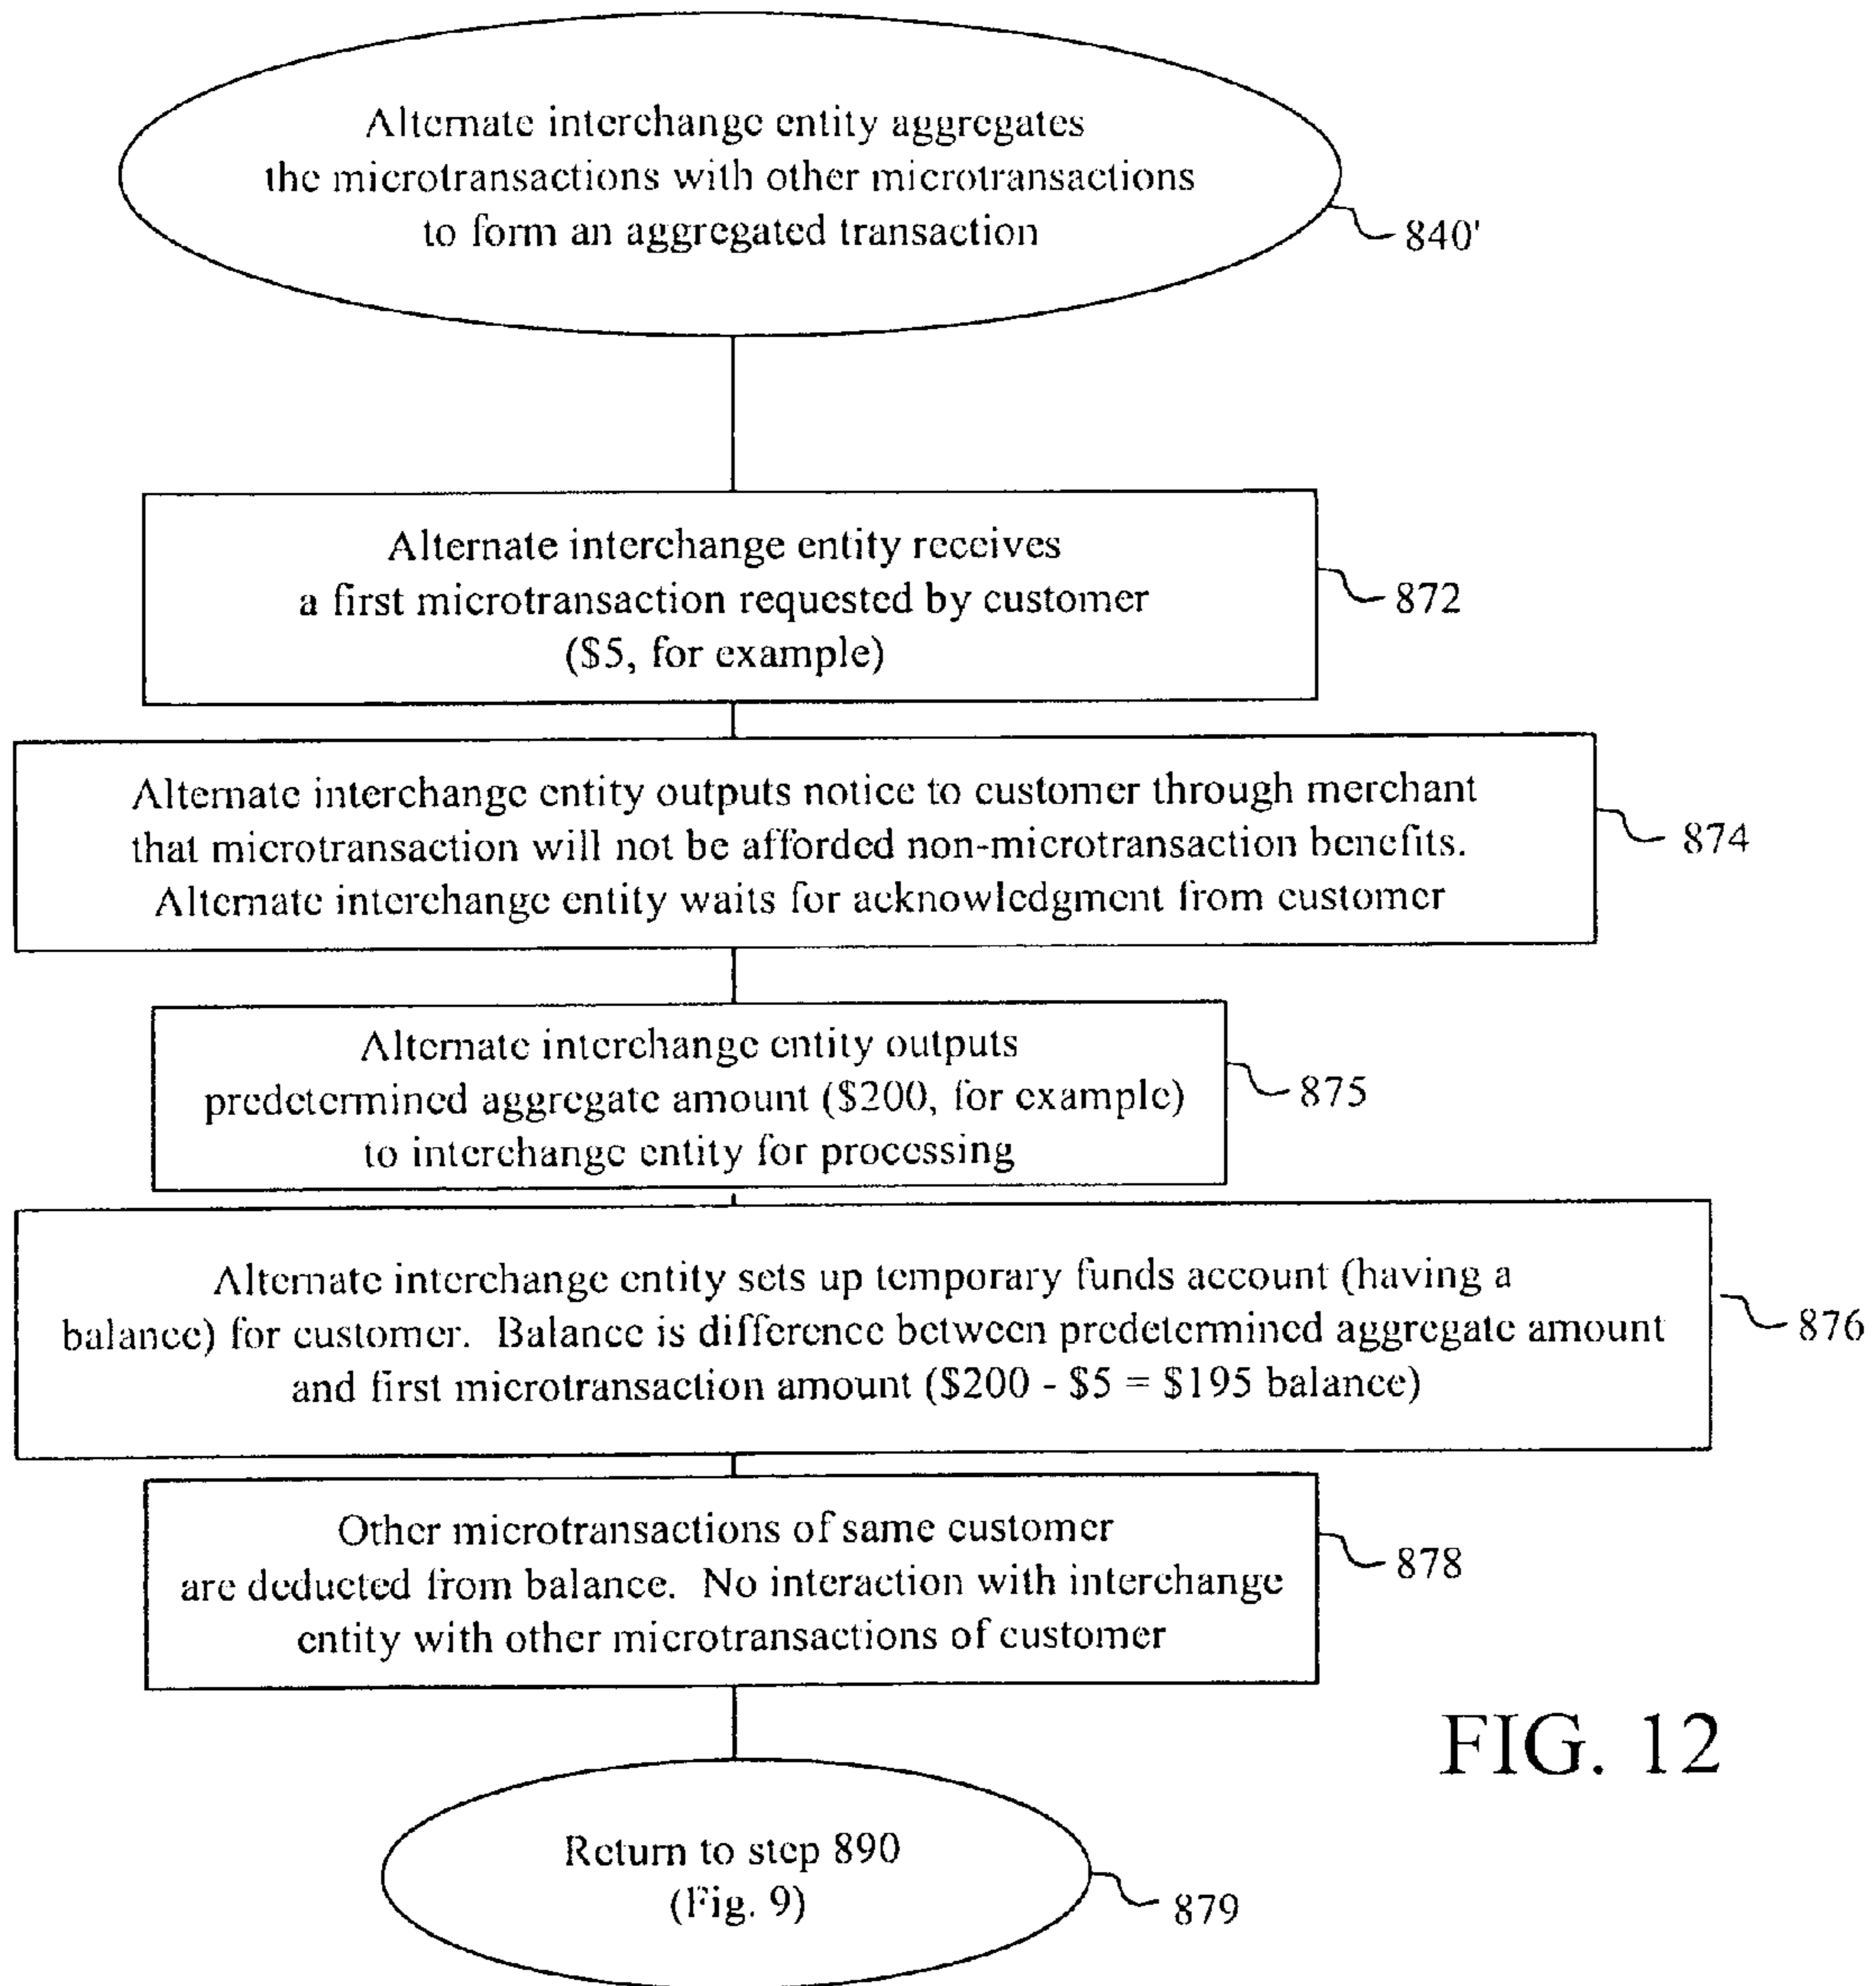 Alternate interchange entity aggregates
the microtransactions with other microtransactions
to form an aggregated transaction
840'
Alternate interchange entity receives
a first microtransaction requested by customer
($5, for example)
872
Alternate interchange entity outputs notice to customer through merchant
that microtransaction will not be afforded non-microtransaction benefits.
Alternate interchange entity waits for acknowledgment from customer
874
Alternate interchange entity outputs
predetermined aggregate amount ($200, for example)
to interchange entity for processing
875
Alternate interchange entity sets up temporary funds account (having a
balance) for customer. Balance is difference between predetermined aggregate amount
and first microtransaction amount ($200 - $5 = $195 balance)
876
Other microtransactions of same customer
are deducted from balance. No interaction with interchange
entity with other microtransactions of customer
878
FIG. 12
Return to step 890
(Fig. 9)
879